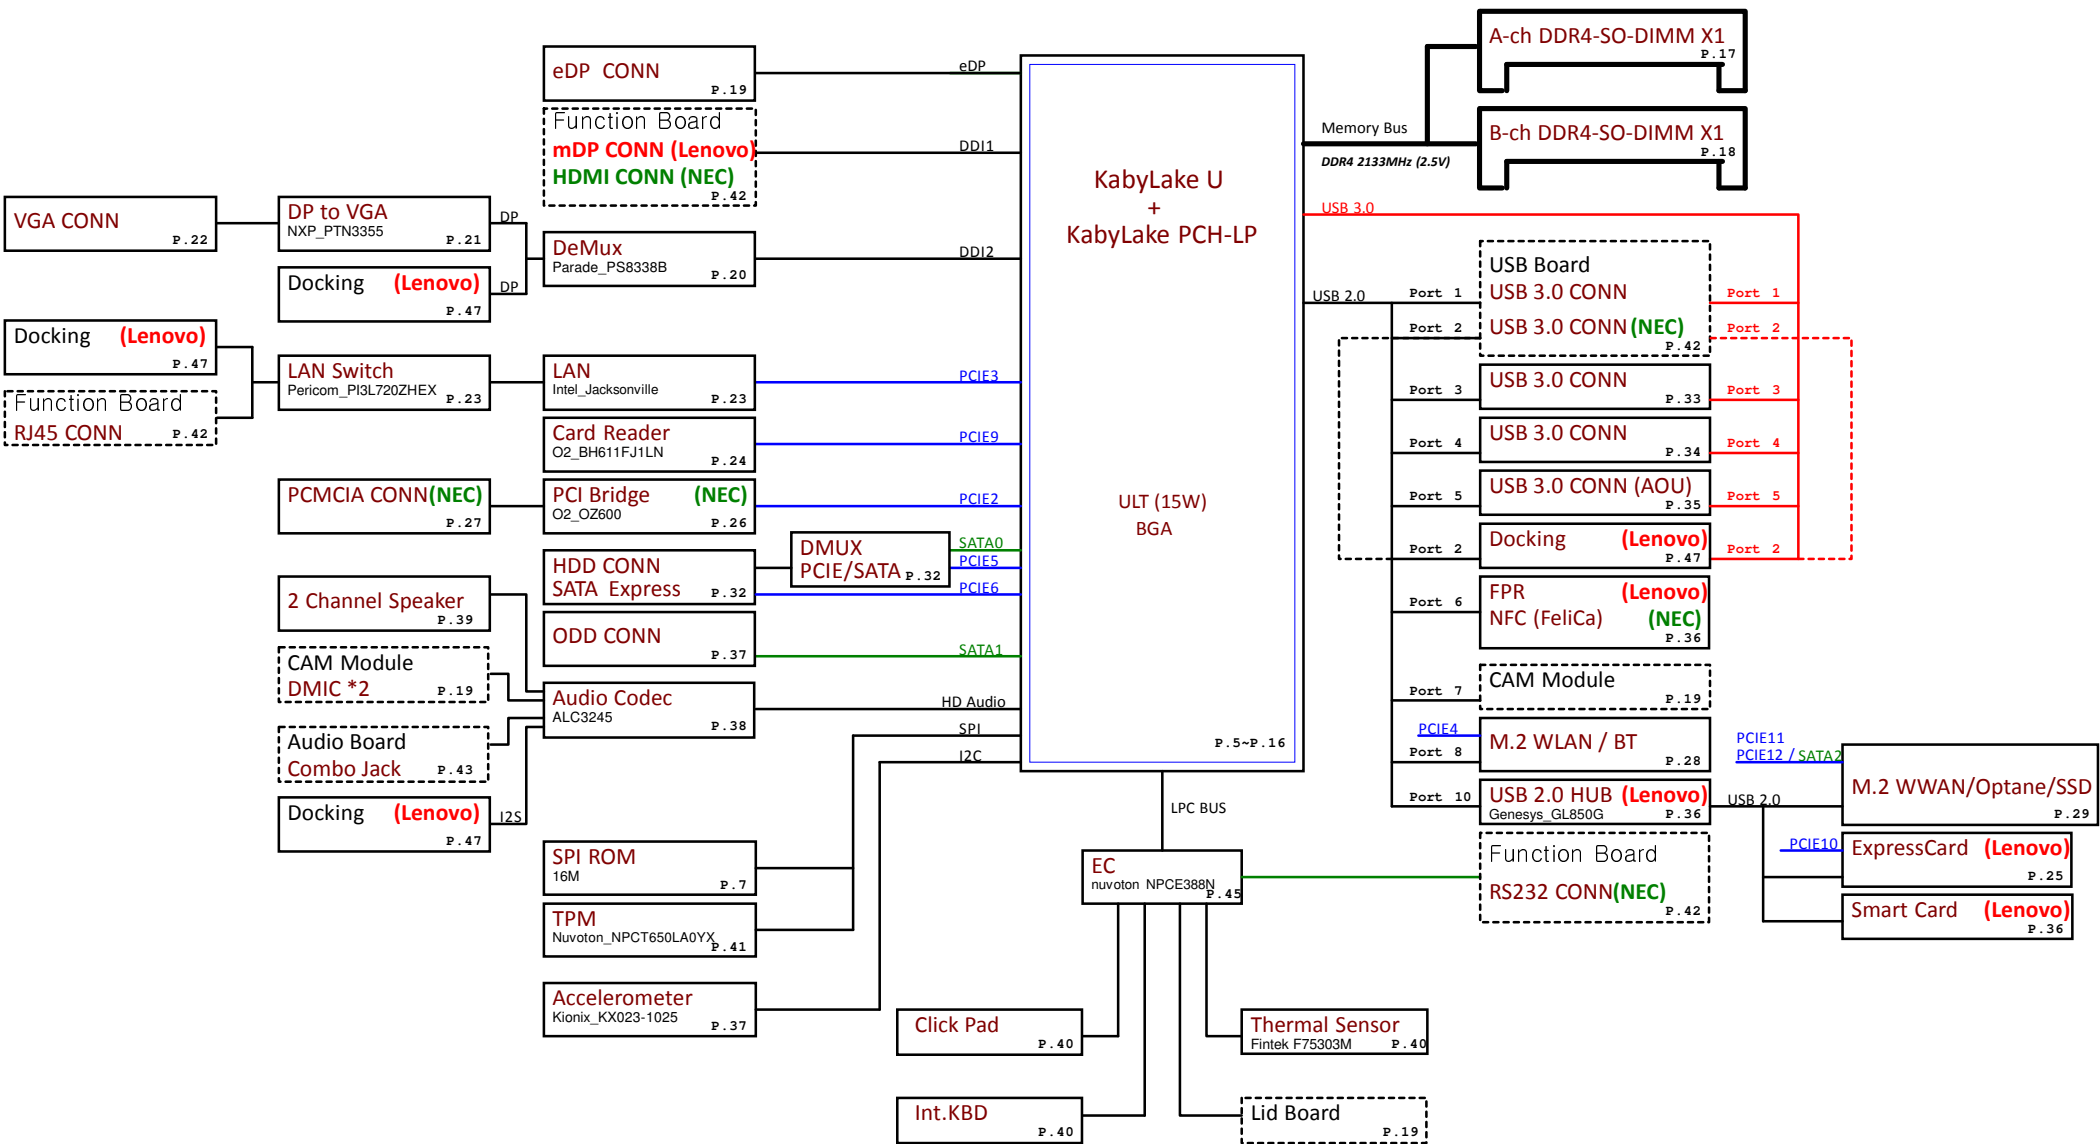 eDP CONN
P.19
eDP
Function Board
mDP CONN (Lenovo)
HDMI CONN (NEC)
P.42
DDI1
VGA CONN
P.22
DP to VGA
NXP_PTN3355
P.21
DP
Docking (Lenovo)
P.47
DP
DeMux
Parade_PS8338B
P.20
DDI2
Docking (Lenovo)
P.47
Function Board
RJ45 CONN P.42
LAN Switch
Pericom_PI3L720ZHEX
P.23
LAN
Intel_Jacksonville
P.23
PCIE3
Card Reader
O2_BH611FJ1LN
P.24
PCIE9
PCMCIA CONN(NEC)
P.27
PCI Bridge (NEC)
O2_OZ600
P.26
PCIE2
HDD CONN
SATA Express P.32
DMUX
PCIE/SATA P.32
SATA0
PCIE5
PCIE6
ODD CONN
P.37
SATA1
2 Channel Speaker
P.39
CAM Module
DMIC *2 P.19
Audio Board
Combo Jack P.43
Docking (Lenovo)
P.47
I2S
Audio Codec
ALC3245
P.38
HD Audio
SPI
I2C
SPI ROM
16M
P.7
TPM
Nuvoton_NPCT650LA0YX
P.41
Accelerometer
Kionix_KX023-1025
P.37
KabyLake U
+
KabyLake PCH-LP
ULT (15W)
BGA
P.5~P.16
LPC BUS
EC
nuvoton NPCE388N
P.45
Click Pad
P.40
Int.KBD
P.40
Thermal Sensor
Fintek F75303M P.40
Lid Board
P.19
Memory Bus
DDR4 2133MHz (2.5V)
A-ch DDR4-SO-DIMM X1
P.17
B-ch DDR4-SO-DIMM X1
P.18
USB 3.0
USB 2.0
USB Board
Port 1 USB 3.0 CONN Port 1
Port 2 USB 3.0 CONN (NEC) Port 2
P.42
Port 3 USB 3.0 CONN Port 3
P.33
Port 4 USB 3.0 CONN Port 4
P.34
Port 5 USB 3.0 CONN (AOU) Port 5
P.35
Port 2 Docking (Lenovo) Port 2
P.47
Port 6 FPR (Lenovo)
NFC (FeliCa) (NEC)
P.36
Port 7 CAM Module
P.19
PCIE4
Port 8 M.2 WLAN / BT
P.28
Port 10 USB 2.0 HUB (Lenovo)
Genesys_GL850G P.36
USB 2.0
Function Board
RS232 CONN(NEC)
P.42
PCIE11
PCIE12 / SATA2
M.2 WWAN/Optane/SSD
P.29
PCIE10
ExpressCard (Lenovo)
P.25
Smart Card (Lenovo)
P.36